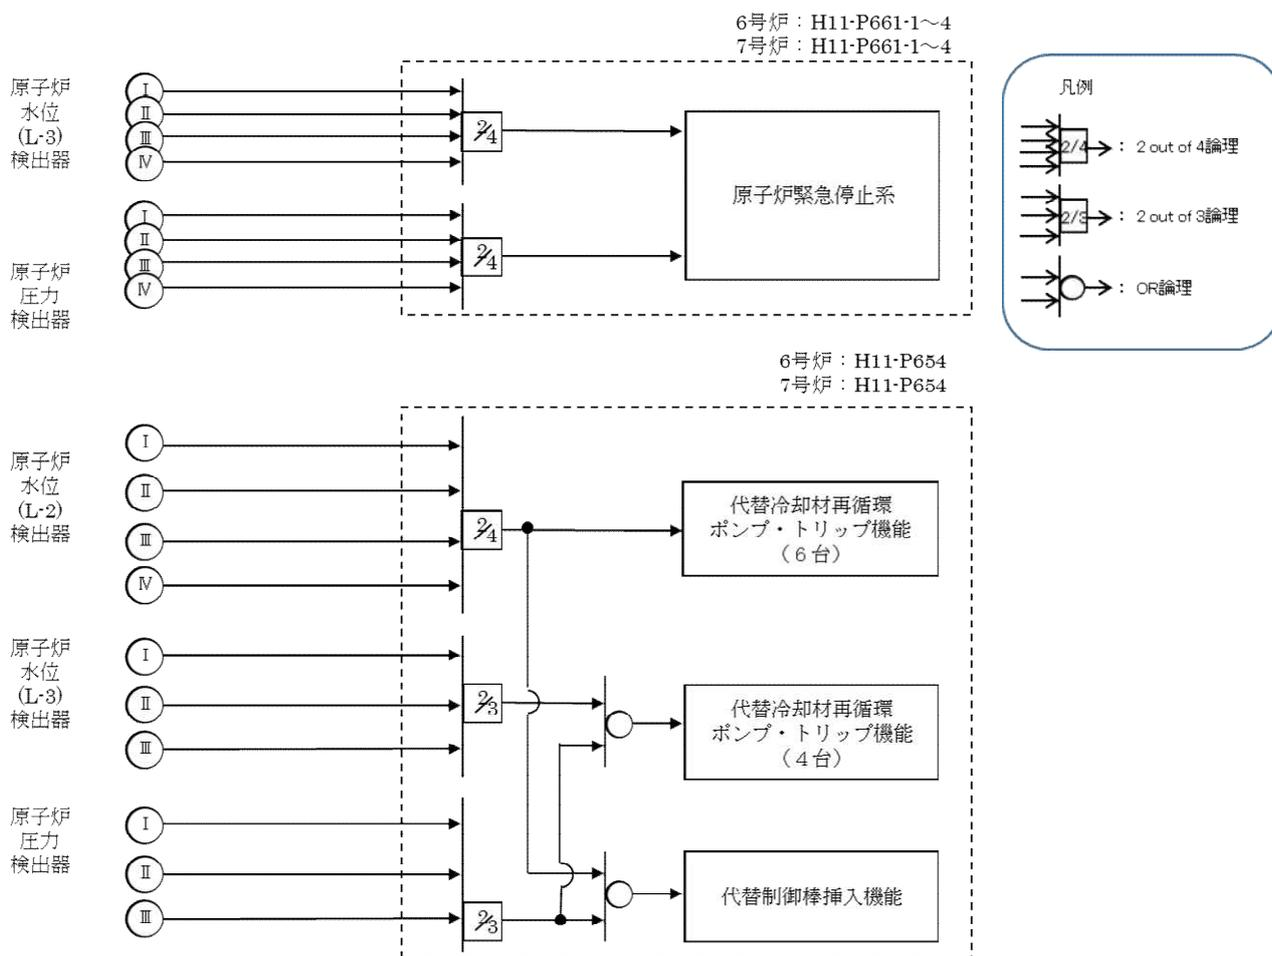 6号炉：H11-P661-1～4
7号炉：H11-P661-1～4
原子炉
水位
(L-3)
検出器
Ⅰ
Ⅱ
Ⅲ
Ⅳ
2/4
原子炉緊急停止系
原子炉
圧力
検出器
Ⅰ
Ⅱ
Ⅲ
Ⅳ
2/4
凡例
2/4
：2 out of 4論理
2/3
：2 out of 3論理
：OR論理
6号炉：H11-P654
7号炉：H11-P654
原子炉
水位
(L-2)
検出器
Ⅰ
Ⅱ
Ⅲ
Ⅳ
2/4
代替冷却材再循環
ポンプ・トリップ機能
（６台）
原子炉
水位
(L-3)
検出器
Ⅰ
Ⅱ
Ⅲ
2/3
代替冷却材再循環
ポンプ・トリップ機能
（４台）
原子炉
圧力
検出器
Ⅰ
Ⅱ
Ⅲ
2/3
代替制御棒挿入機能